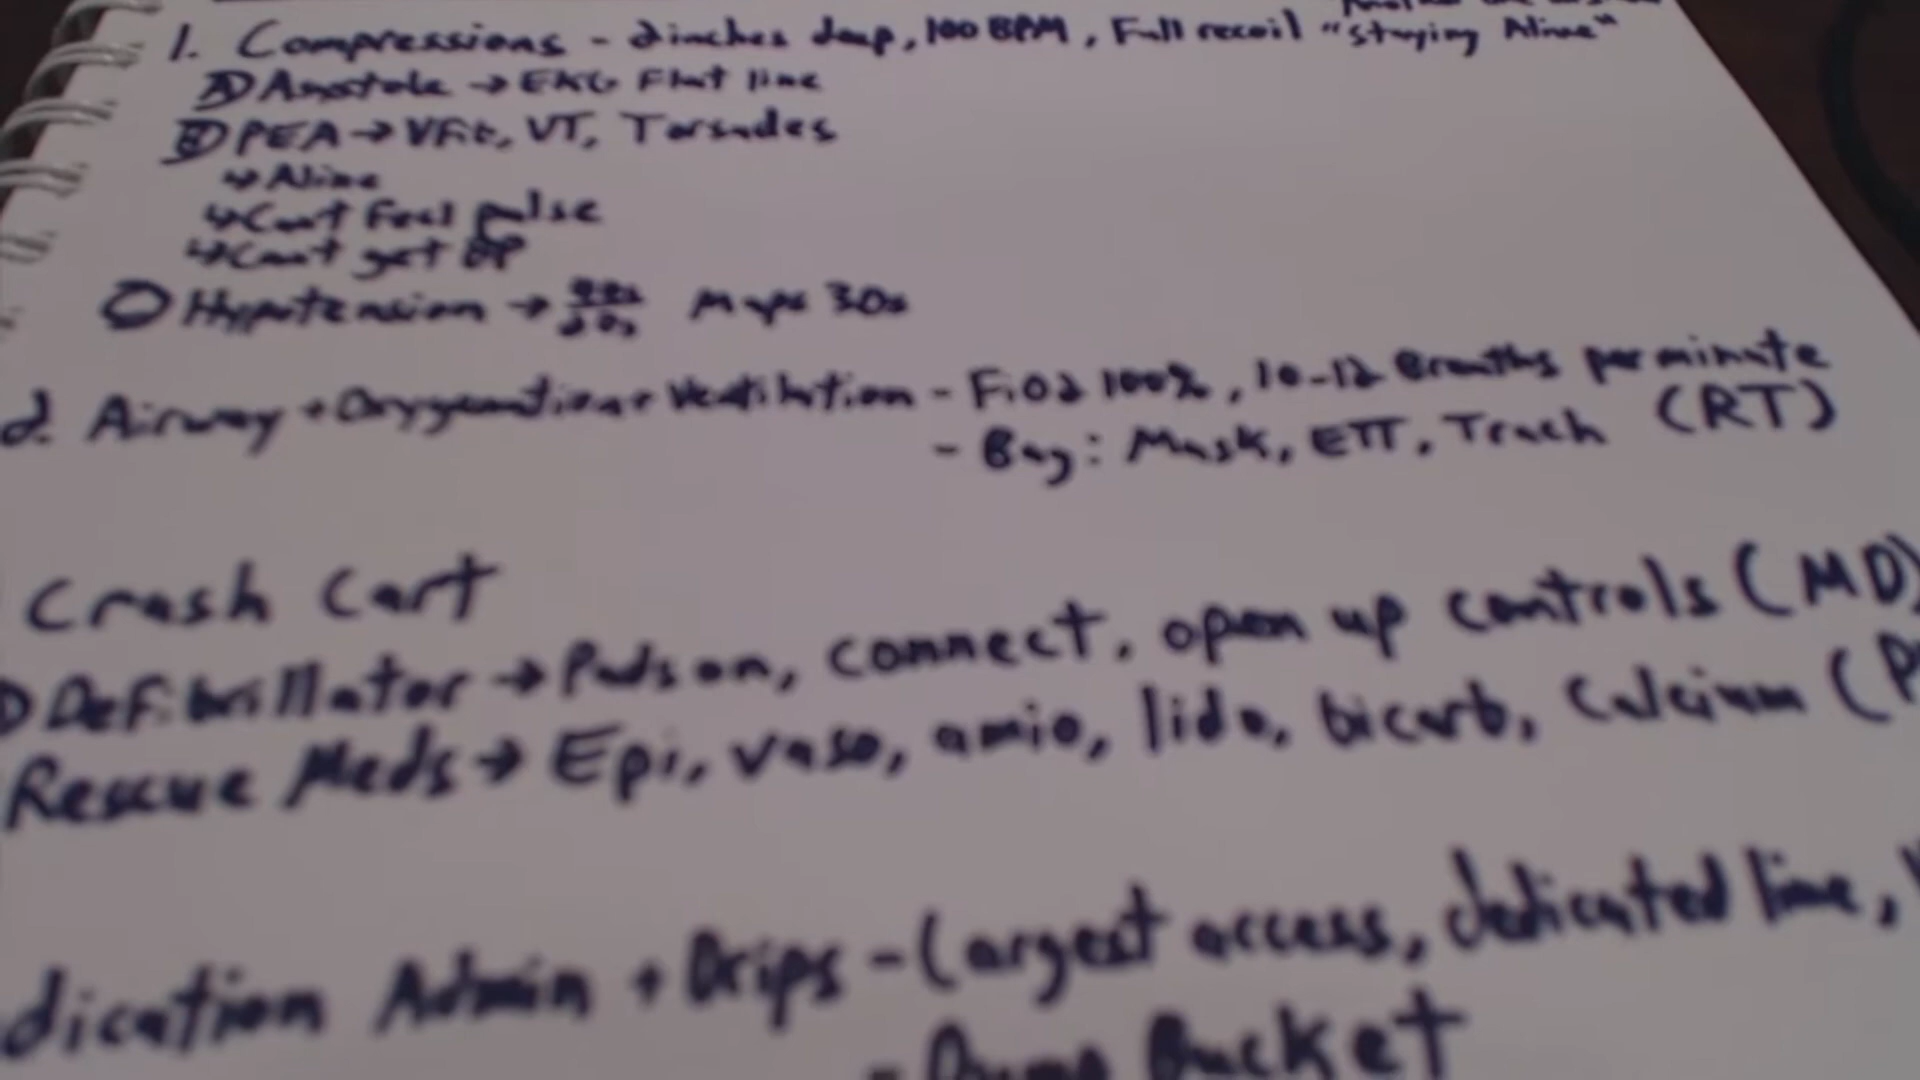 1. Compressions - 2 inches deep, 100 BPM, Full recoil "Staying Alive"
A) Asystole → EKG Flat line
B) PEA → VFib, VT, Torsades
↳ Aline
↳ Can't feel pulse
↳ Can't get BP
Hypotension → Maps 30s
2. Airway + Oxygenation + Ventilation - FiO2 100%, 10-12 Breaths per minute
- Bag: Mask, ETT, Trach (RT)
Crash Cart
Defibrillator → Pads on, connect, open up controls (MD)
Rescue Meds → Epi, vaso, amio, lido, bicarb, Calcium (P
dication Admin + Drips - Largest access, dedicated line,
- Bucket